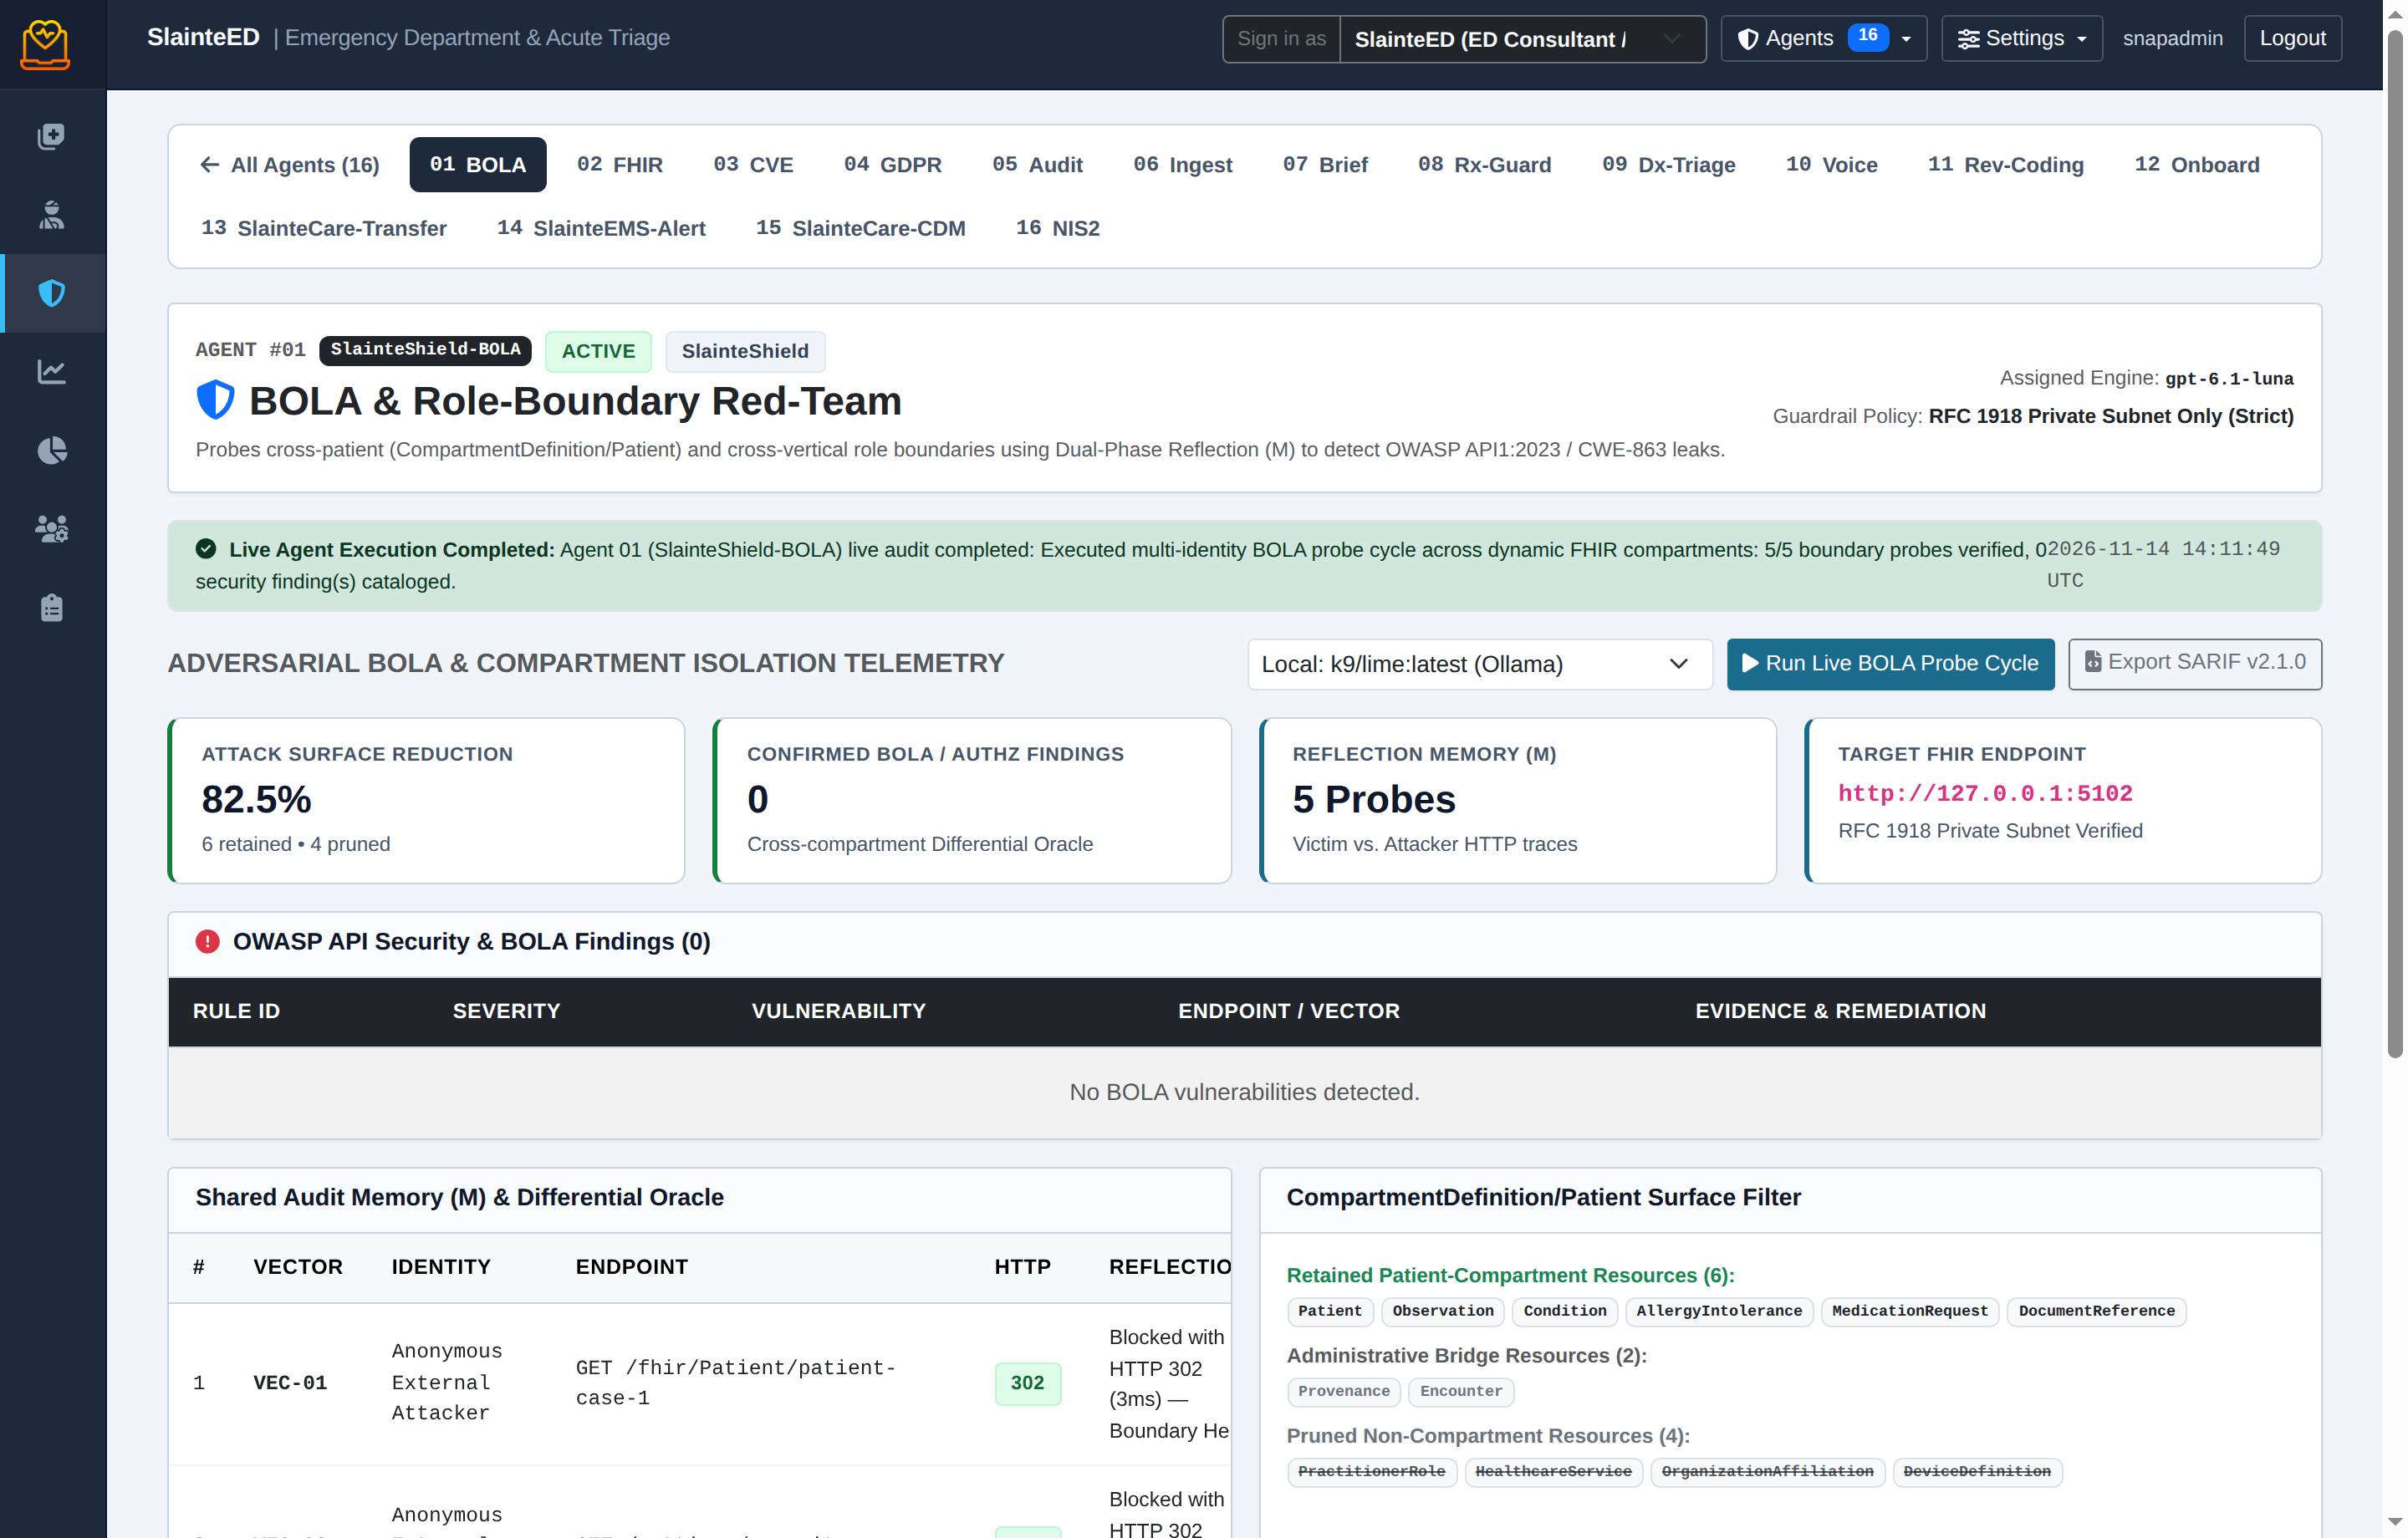 SlainteED | Emergency Department & Acute Triage
Sign in as SlainteED (ED Consultant /
Agents 16
Settings
snapadmin
Logout
All Agents (16)
01 BOLA
02 FHIR
03 CVE
04 GDPR
05 Audit
06 Ingest
07 Brief
08 Rx-Guard
09 Dx-Triage
10 Voice
11 Rev-Coding
12 Onboard
13 SlainteCare-Transfer
14 SlainteEMS-Alert
15 SlainteCare-CDM
16 NIS2
AGENT #01 SlainteShield-BOLA ACTIVE SlainteShield
BOLA & Role-Boundary Red-Team
Probes cross-patient (CompartmentDefinition/Patient) and cross-vertical role boundaries using Dual-Phase Reflection (M) to detect OWASP API1:2023 / CWE-863 leaks.
Assigned Engine: gpt-6.1-luna
Guardrail Policy: RFC 1918 Private Subnet Only (Strict)
Live Agent Execution Completed: Agent 01 (SlainteShield-BOLA) live audit completed: Executed multi-identity BOLA probe cycle across dynamic FHIR compartments: 5/5 boundary probes verified, 0
security finding(s) cataloged.
2026-11-14 14:11:49
UTC
ADVERSARIAL BOLA & COMPARTMENT ISOLATION TELEMETRY
Local: k9/lime:latest (Ollama)
Run Live BOLA Probe Cycle
Export SARIF v2.1.0
ATTACK SURFACE REDUCTION
82.5%
6 retained • 4 pruned
CONFIRMED BOLA / AUTHZ FINDINGS
0
Cross-compartment Differential Oracle
REFLECTION MEMORY (M)
5 Probes
Victim vs. Attacker HTTP traces
TARGET FHIR ENDPOINT
http://127.0.0.1:5102
RFC 1918 Private Subnet Verified
OWASP API Security & BOLA Findings (0)
RULE ID SEVERITY VULNERABILITY ENDPOINT / VECTOR EVIDENCE & REMEDIATION
No BOLA vulnerabilities detected.
Shared Audit Memory (M) & Differential Oracle
# VECTOR IDENTITY ENDPOINT HTTP REFLECTIO
1
VEC-01
Anonymous
External
Attacker
GET /fhir/Patient/patient-
case-1
302
Blocked with
HTTP 302
(3ms) —
Boundary He
Anonymous
Blocked with
HTTP 302
CompartmentDefinition/Patient Surface Filter
Retained Patient-Compartment Resources (6):
Patient Observation Condition AllergyIntolerance MedicationRequest DocumentReference
Administrative Bridge Resources (2):
Provenance Encounter
Pruned Non-Compartment Resources (4):
PractitionerRole HealthcareService OrganizationAffiliation DeviceDefinition